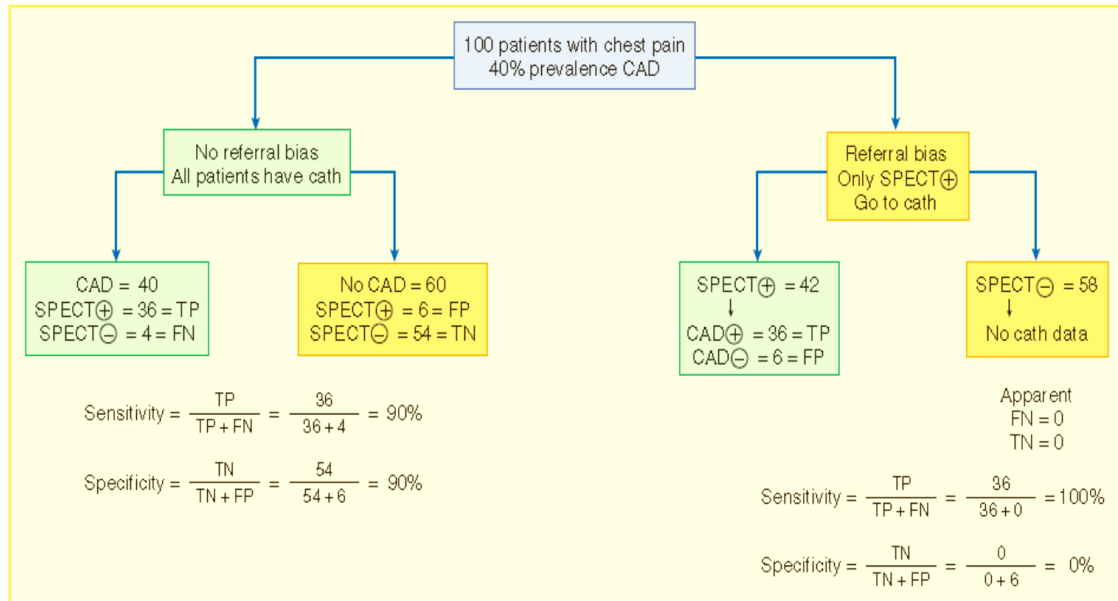 100 patients with chest pain
40% prevalence CAD
No referral bias
All patients have cath
Referral bias
Only SPECT⊕
Go to cath
CAD = 40
SPECT⊕ = 36 = TP
SPECT⊖ = 4 = FN
No CAD = 60
SPECT⊕ = 6 = FP
SPECT⊖ = 54 = TN
SPECT⊕ = 42
↓
CAD⊕ = 36 = TP
CAD⊖ = 6 = FP
SPECT⊖ = 58
↓
No cath data
Sensitivity = TP / TP + FN = 36 / 36 + 4 = 90%
Specificity = TN / TN + FP = 54 / 54 + 6 = 90%
Apparent
FN = 0
TN = 0
Sensitivity = TP / TP + FN = 36 / 36 + 0 = 100%
Specificity = TN / TN + FP = 0 / 0 + 6 = 0%